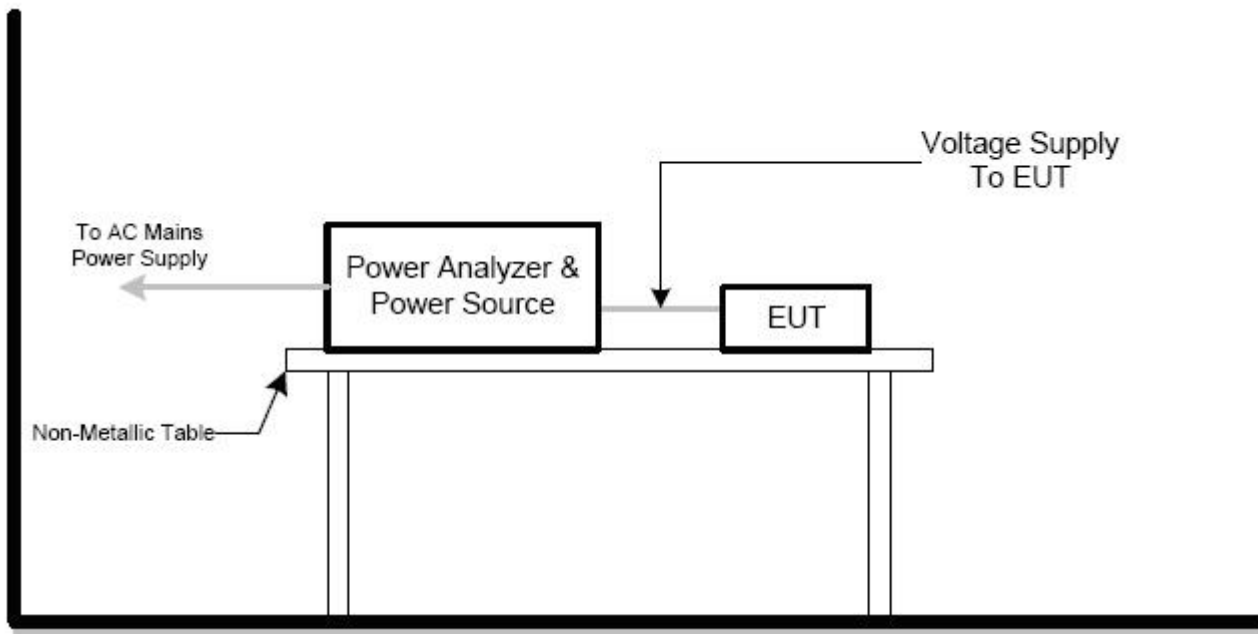 Voltage Supply
To EUT
To AC Mains
Power Supply
Power Analyzer &
Power Source
EUT
Non-Metallic Table